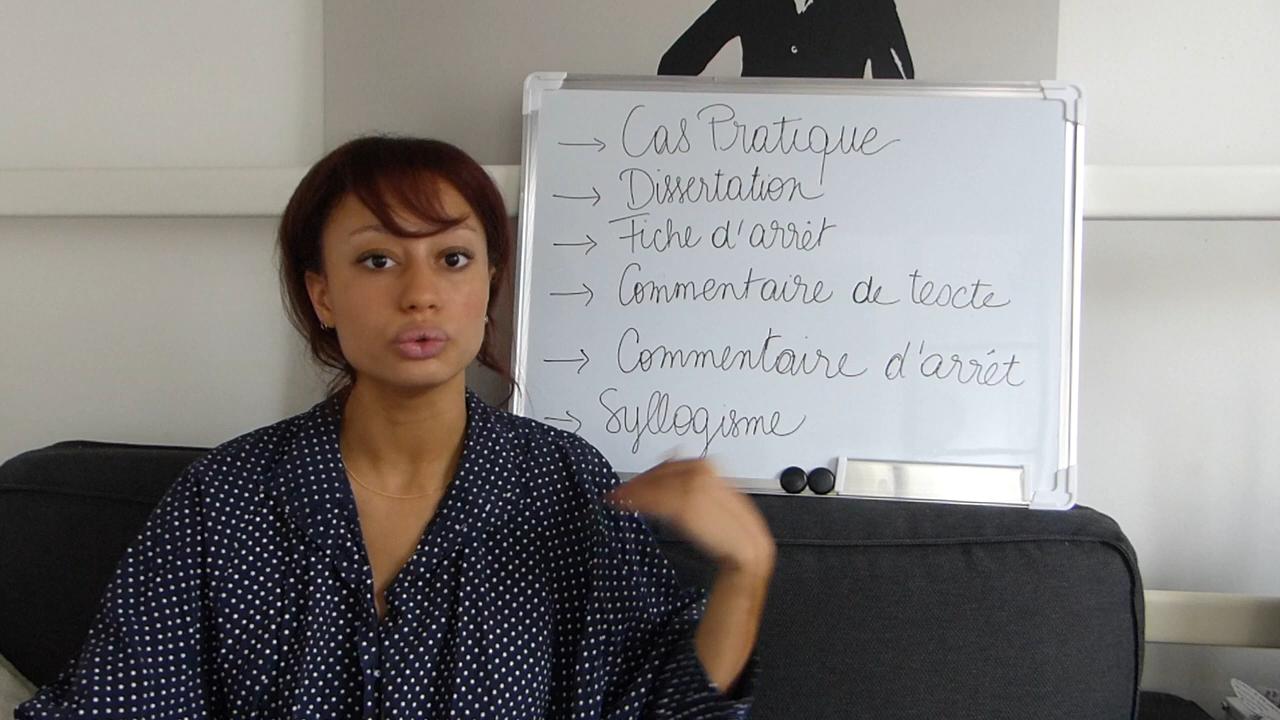 → Cas Pratique
→ Dissertation
→ Fiche d'arrêt
→ Commentaire de texte
→ Commentaire d'arrêt
→ Syllogisme